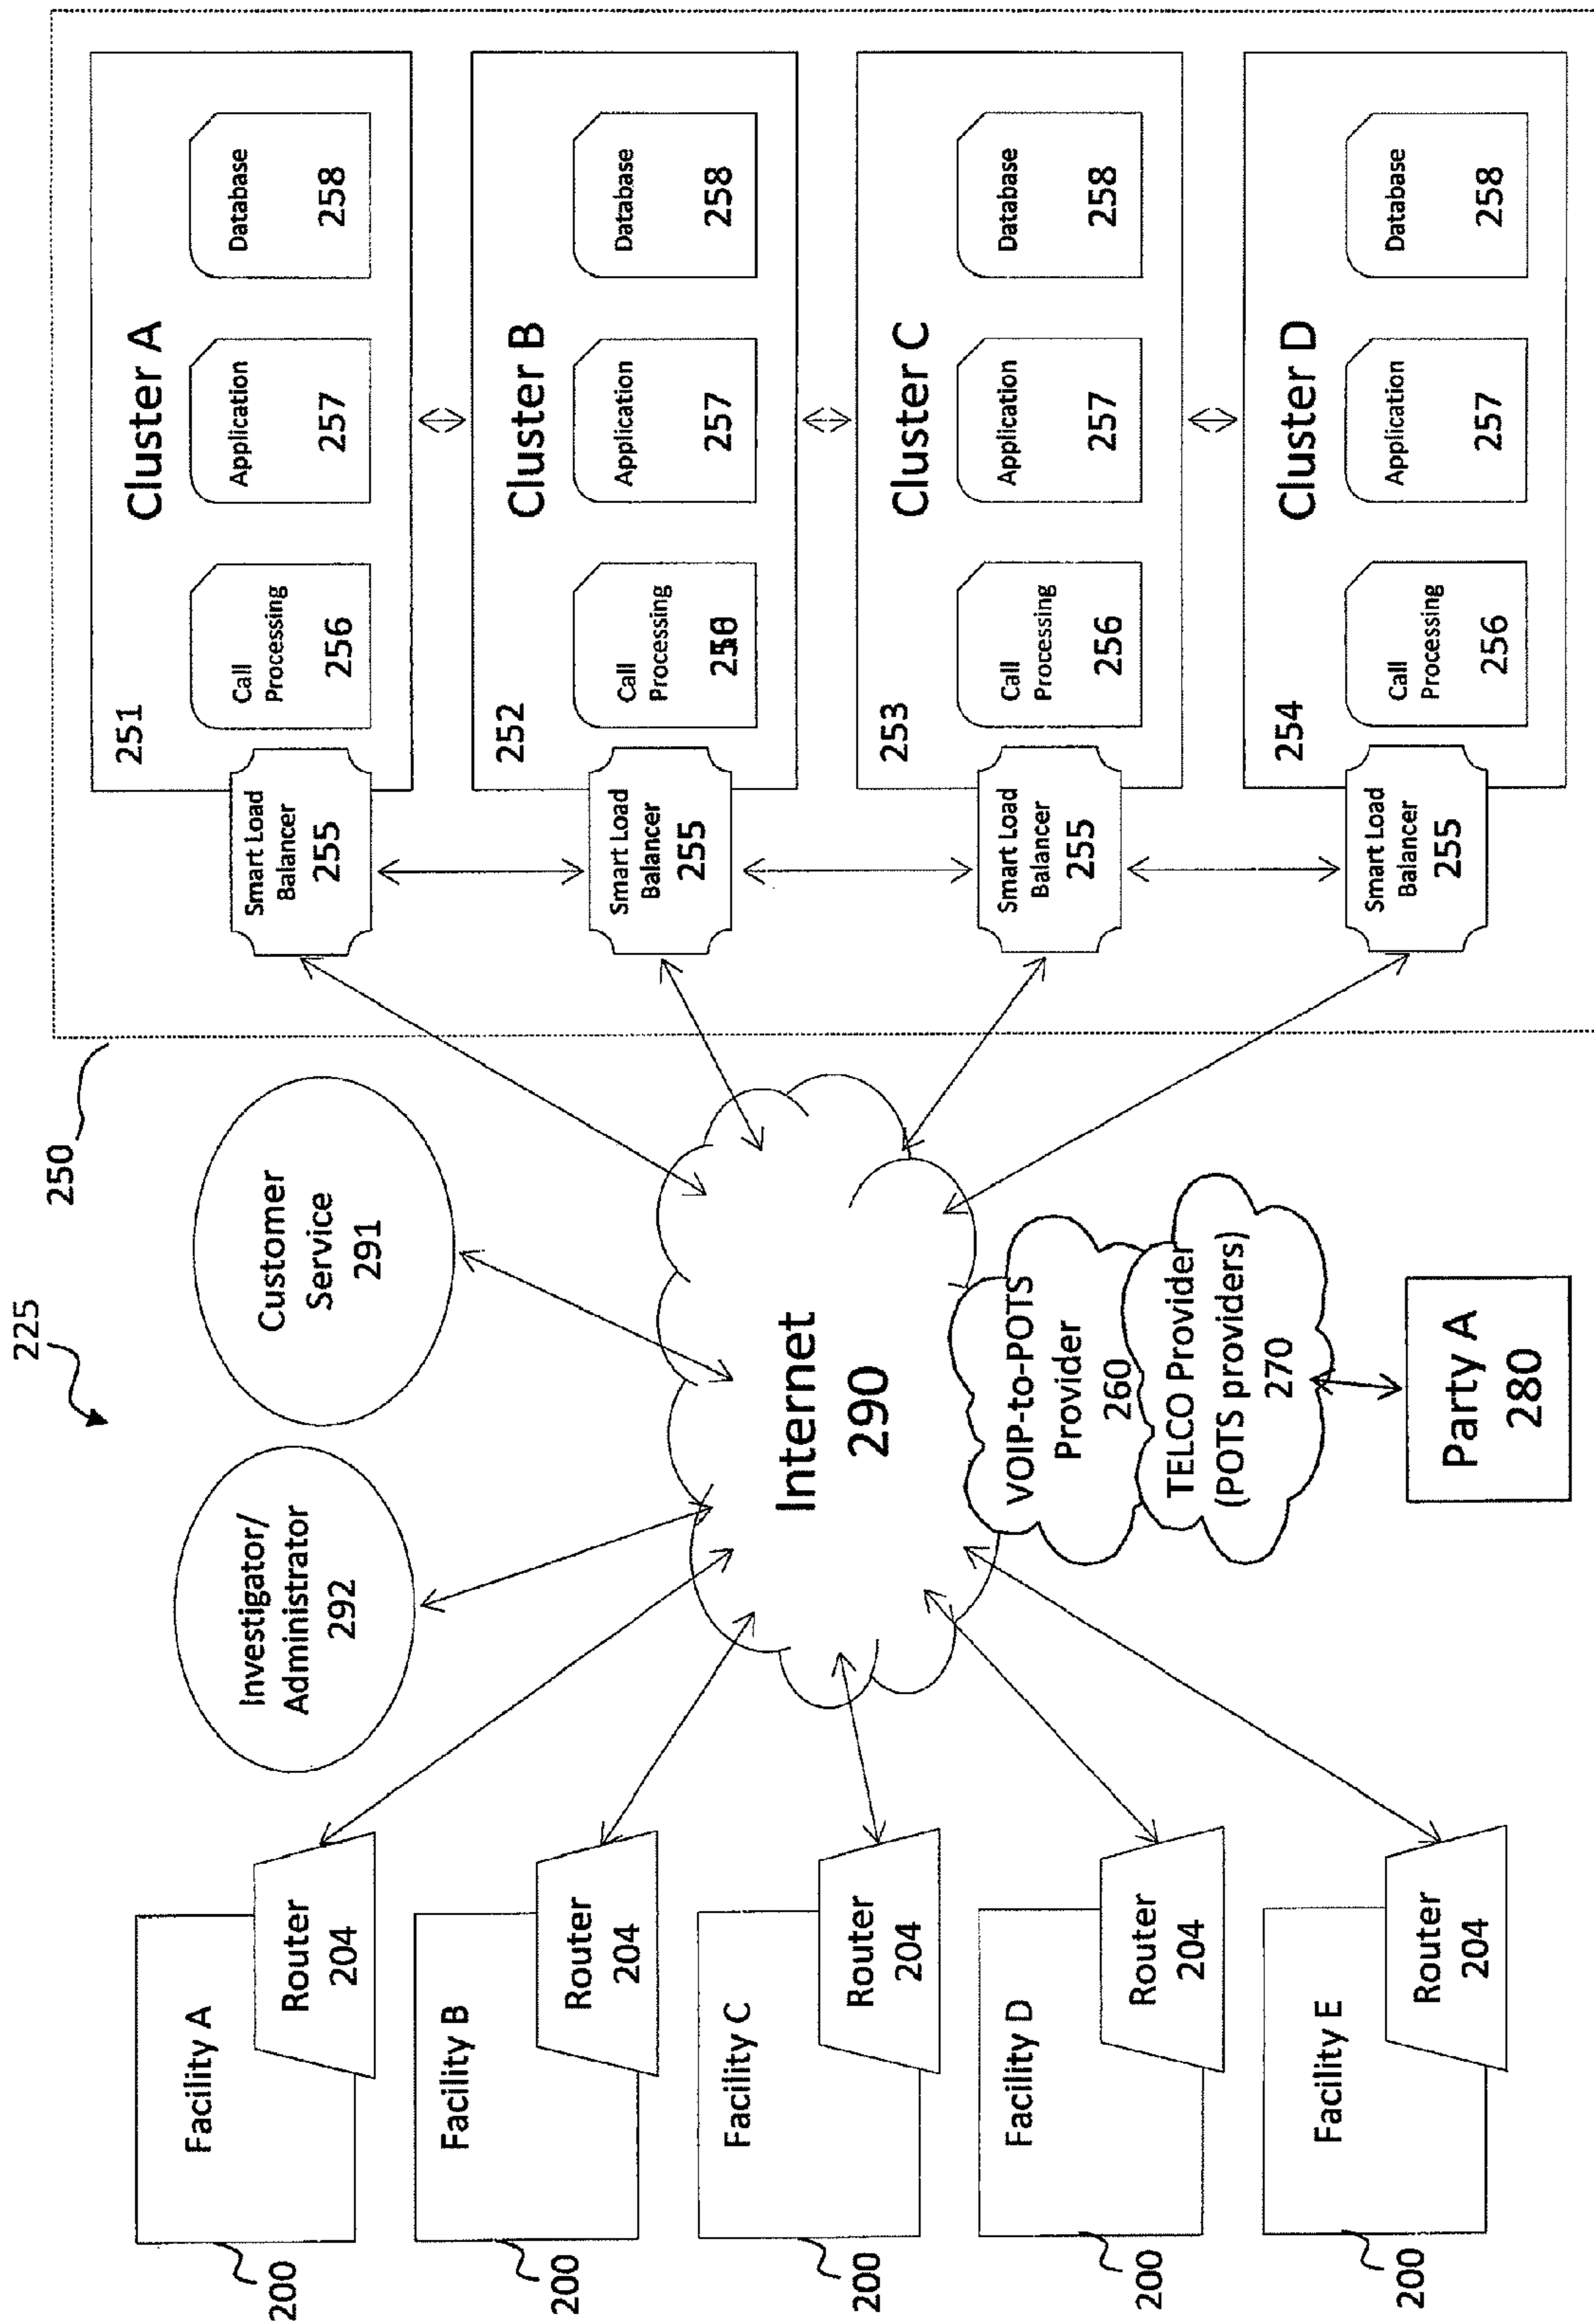 225
250
200
Facility A
Router
204
200
Facility B
Router
204
200
Facility C
Router
204
200
Facility D
Router
204
200
Facility E
Router
204
Investigator/
Administrator
292
Customer
Service
291
Internet
290
VOIP-to-POTS
Provider
260
TELCO Provider
(POTS providers)
270
Party A
280
251
Cluster A
Smart Load
Balancer
255
Call
Processing
256
Application
257
Database
258
252
Cluster B
Smart Load
Balancer
255
Call
Processing
Application
257
Database
258
253
Cluster C
Smart Load
Balancer
255
Call
Processing
256
Application
257
Database
258
254
Cluster D
Smart Load
Balancer
255
Call
Processing
256
Application
257
Database
258